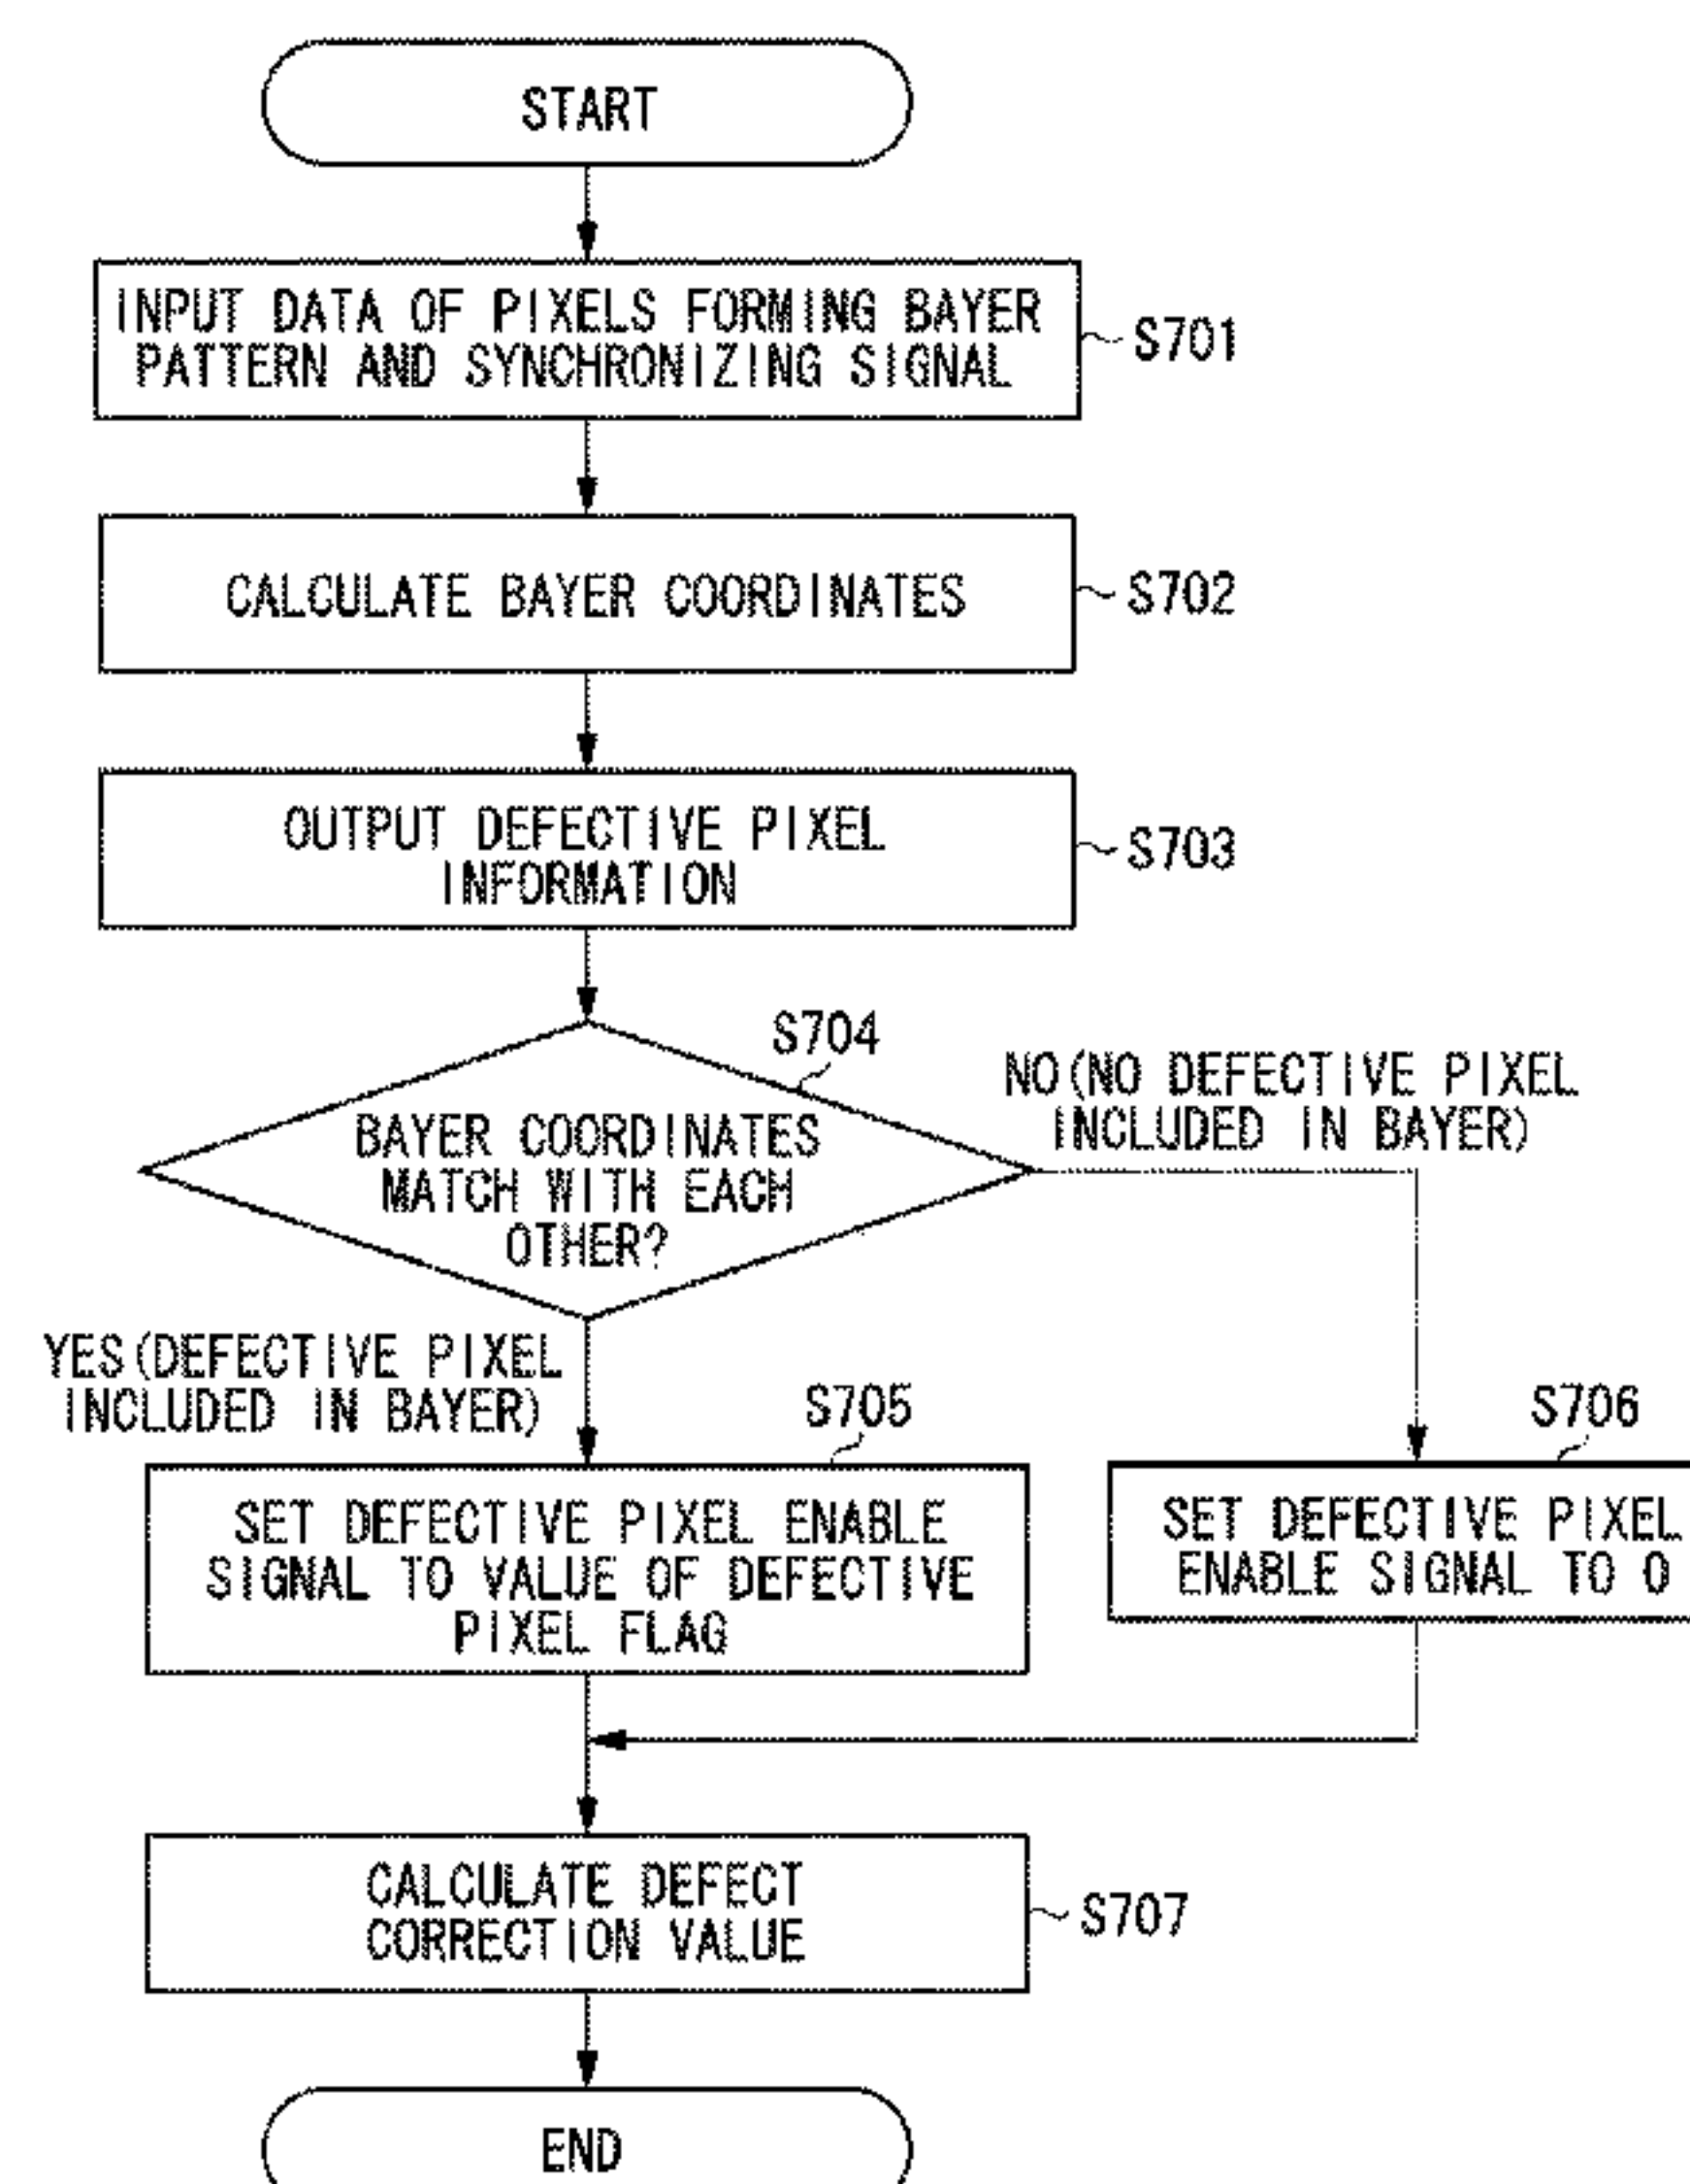 START
INPUT DATA OF PIXELS FORMING BAYER
PATTERN AND SYNCHRONIZING SIGNAL
S701
CALCULATE BAYER COORDINATES
S702
OUTPUT DEFECTIVE PIXEL
INFORMATION
S703
S704
BAYER COORDINATES
MATCH WITH EACH
OTHER?
NO(NO DEFECTIVE PIXEL
INCLUDED IN BAYER)
YES(DEFECTIVE PIXEL
INCLUDED IN BAYER)
S705
SET DEFECTIVE PIXEL ENABLE
SIGNAL TO VALUE OF DEFECTIVE
PIXEL FLAG
S706
SET DEFECTIVE PIXEL
ENABLE SIGNAL TO 0
CALCULATE DEFECT
CORRECTION VALUE
S707
END